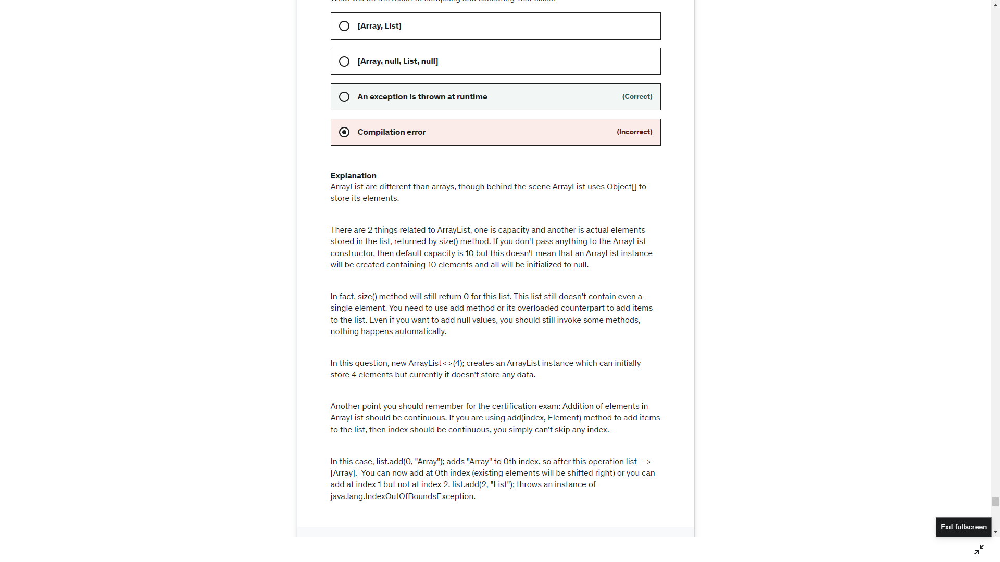 What will be the result of compiling and executing Test class?
[Array, List]
[Array, null, List, null]
An exception is thrown at runtime (Correct)
Compilation error (Incorrect)
Explanation
ArrayList are different than arrays, though behind the scene ArrayList uses Object[] to
store its elements.
There are 2 things related to ArrayList, one is capacity and another is actual elements
stored in the list, returned by size() method. If you don't pass anything to the ArrayList
constructor, then default capacity is 10 but this doesn't mean that an ArrayList instance
will be created containing 10 elements and all will be initialized to null.
In fact, size() method will still return 0 for this list. This list still doesn't contain even a
single element. You need to use add method or its overloaded counterpart to add items
to the list. Even if you want to add null values, you should still invoke some methods,
nothing happens automatically.
In this question, new ArrayList<>(4); creates an ArrayList instance which can initially
store 4 elements but currently it doesn't store any data.
Another point you should remember for the certification exam: Addition of elements in
ArrayList should be continuous. If you are using add(index, Element) method to add items
to the list, then index should be continuous, you simply can't skip any index.
In this case, list.add(0, "Array"); adds "Array" to 0th index. so after this operation list -->
[Array].  You can now add at 0th index (existing elements will be shifted right) or you can
add at index 1 but not at index 2. list.add(2, "List"); throws an instance of
java.lang.IndexOutOfBoundsException.
Exit fullscreen